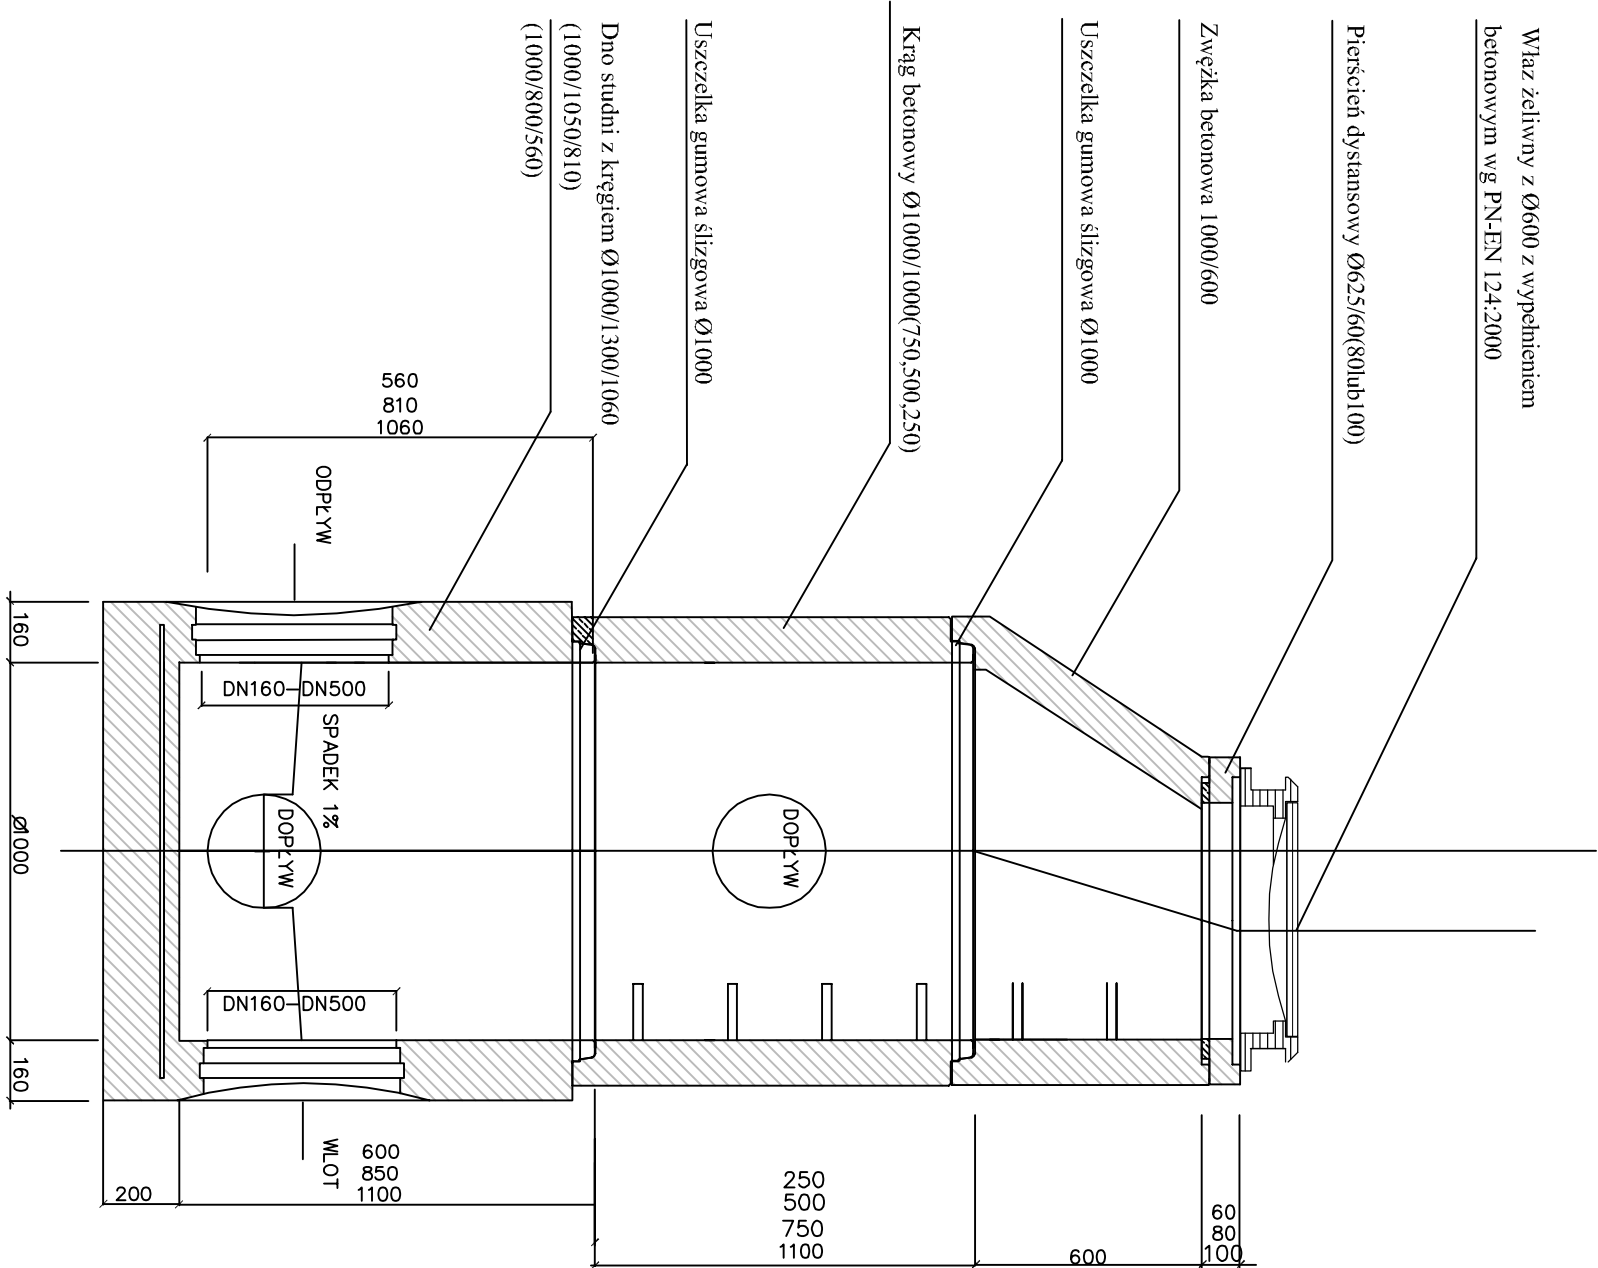 Właz żeliwny z Ø600 z wypełnieniem
betonowym wg PN-EN 124:2000
Pierścień dystansowy Ø625/60(80lub100)
Zwężka betonowa 1000/600
Uszczelka gumowa ślizgowa Ø1000
Krąg betonowy Ø1000/1000(750,500,250)
Uszczelka gumowa ślizgowa Ø1000
Dno studni z kręgiem Ø1000/1300/1060
(1000/1050/810)
(1000/800/560)
560
810
1060
ODPŁYW
160
DN160-DN500
SPADEK 1%
DOPŁYW
DOPŁYW
Ø1000
DN160-DN500
160
WLOT
200
600
850
1100
250
500
750
1100
600
60
80
100